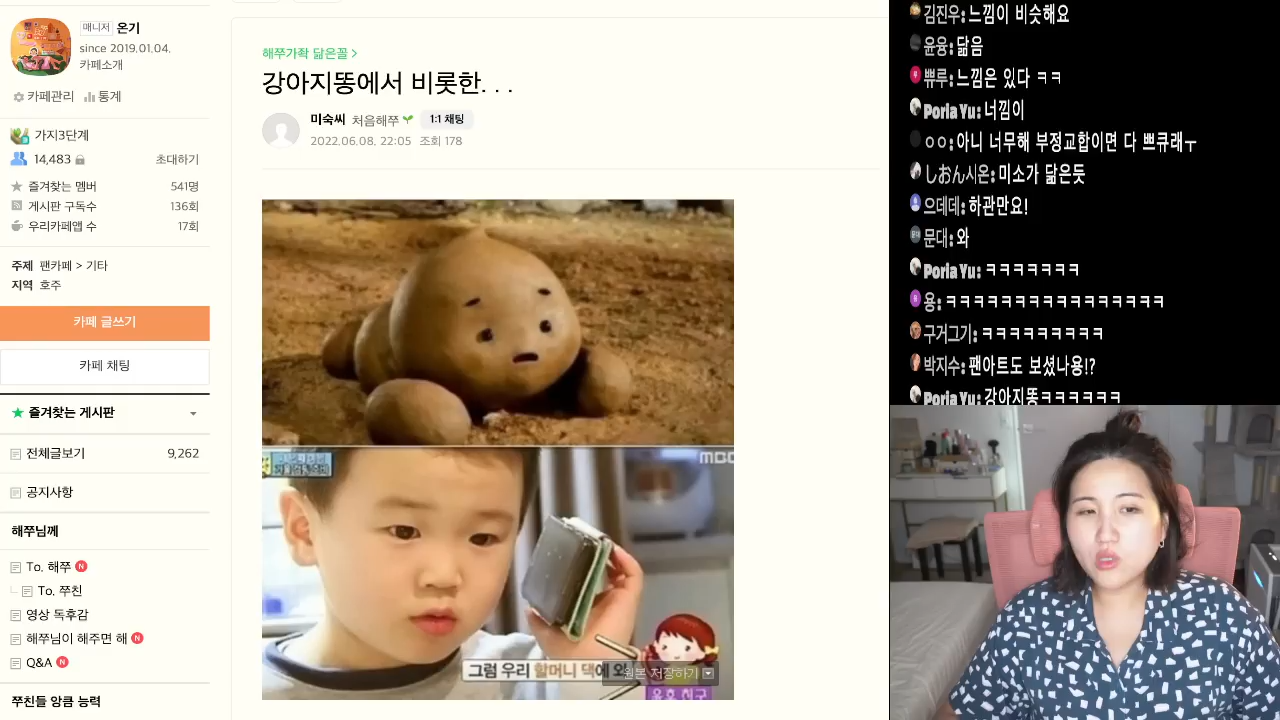 매니저 온기
since 2019.01.04.
카페소개
카페관리 통계
가지3단계
14,483 초대하기
즐겨찾는 멤버 541명
게시판 구독수 136회
우리카페앱 수 17회
주제 팬카페 > 기타
지역 호주
카페 글쓰기
카페 채팅
즐겨찾는 게시판
전체글보기 9,262
공지사항
해쭈님께
To. 해쭈 N
To. 쭈친
영상 독후감
해쭈님이 해주면 해 N
Q&A N
쭈친들 앙큼 능력
해쭈가좍 닮은꼴 >
강아지똥에서 비롯한. . .
미숙씨 처음해쭈 1:1 채팅
2022.06.08. 22:05 조회 178
MBC
그럼 우리 할머니 댁에 와
원본 저장하기
김진우: 느낌이 비슷해요
윤융: 닮음
쀼루: 느낌은 있다 ㅋㅋ
Poria Yu: 너낌이
ㅇㅇ: 아니 너무해 부정교합이면 다 쁘큐래ㅜ
しおん시온: 미소가 닮은듯
으데데: 하관만요!
문대: 와
Poria Yu: ㅋㅋㅋㅋㅋㅋㅋ
용: ㅋㅋㅋㅋㅋㅋㅋㅋㅋㅋㅋㅋㅋㅋㅋㅋ
구거그기: ㅋㅋㅋㅋㅋㅋㅋㅋㅋ
박지수: 팬아트도 보셨나용!?
Poria Yu: 강아지똥ㅋㅋㅋㅋㅋㅋ